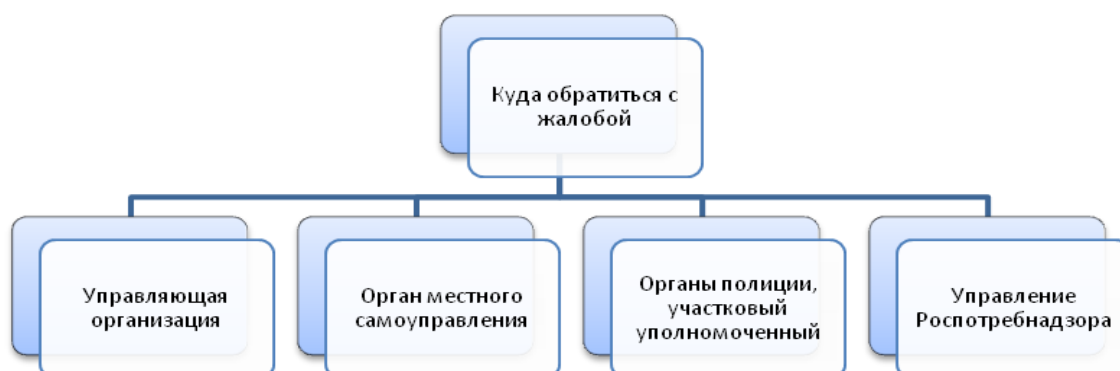 Куда обратиться с
жалобой
Управляющая
организация
Орган местного
самоуправления
Органы полиции,
участковый
уполномоченный
Управление
Роспотребнадзора